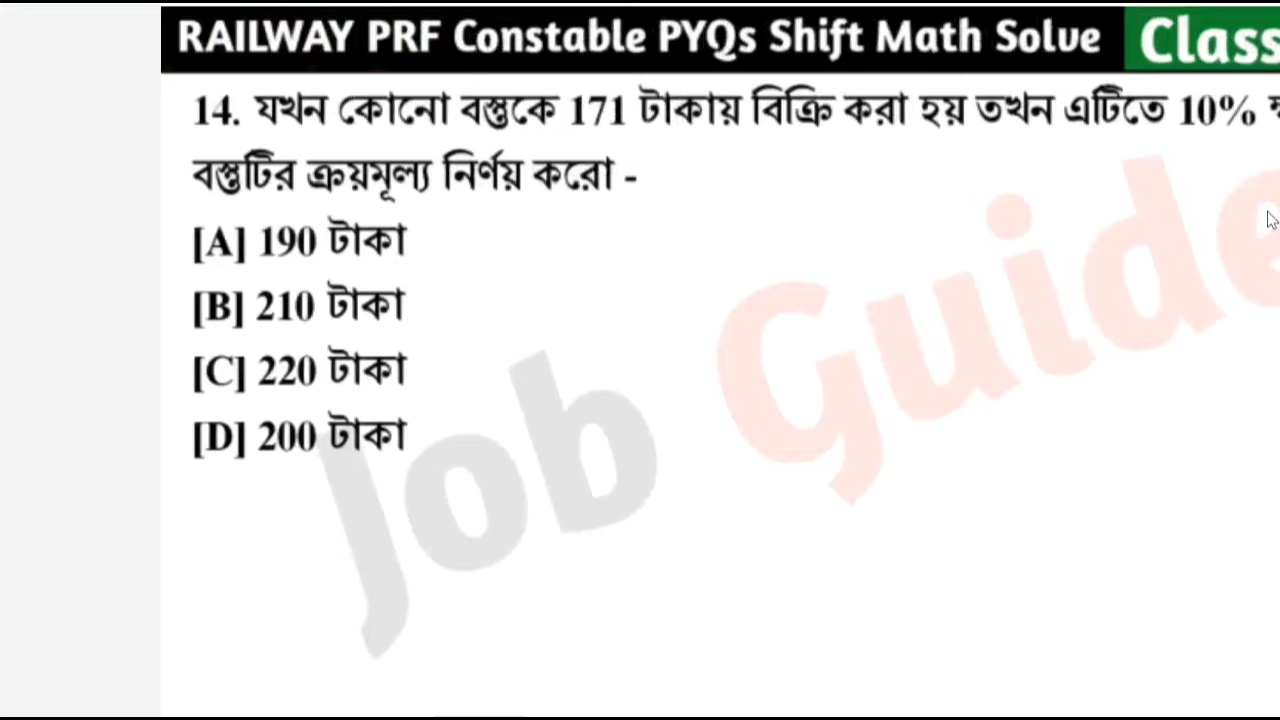 RAILWAY PRF Constable PYQs Shift Math Solve Class
14. যখন কোনো বস্তুকে 171 টাকায় বিক্রি করা হয় তখন এটিতে 10%
বস্তুটির ক্রয়মূল্য নির্ণয় করো -
[A] 190 টাকা
[B] 210 টাকা
[C] 220 টাকা
[D] 200 টাকা
Job Guide